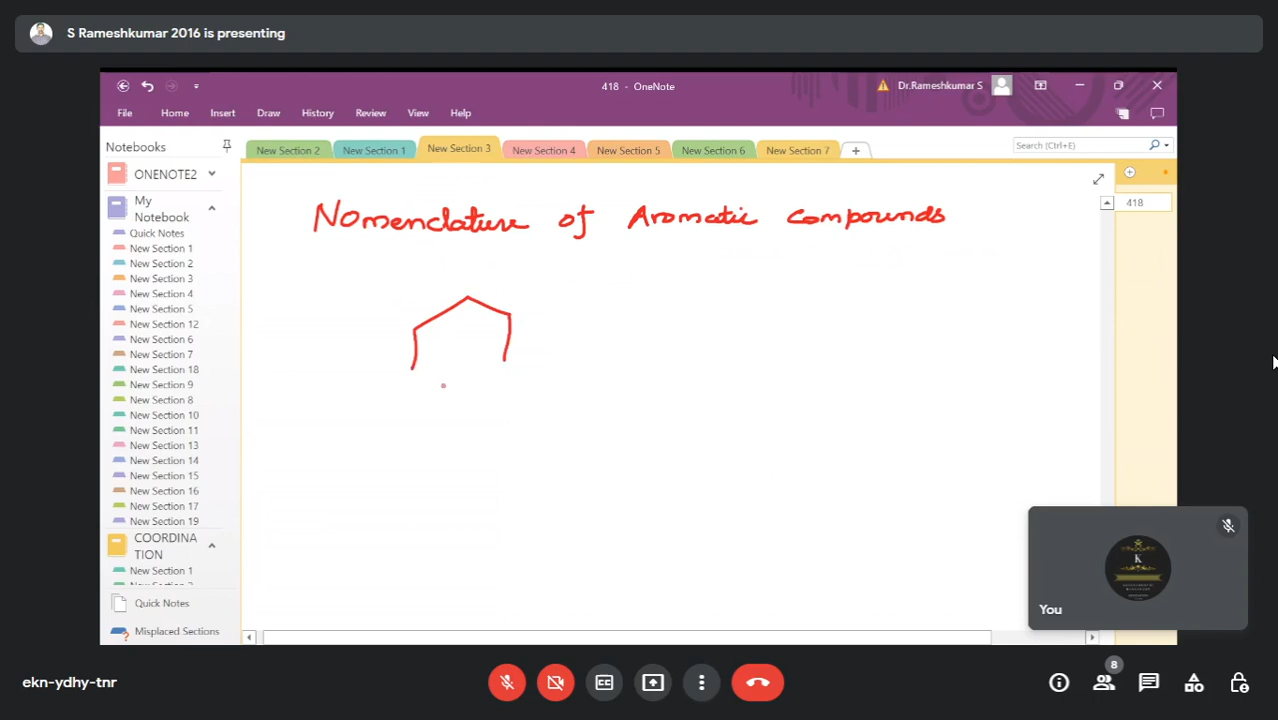 S Rameshkumar 2016 is presenting
418 - OneNote
Dr.Rameshkumar S
File Home Insert Draw History Review View Help
Notebooks
New Section 2 New Section 1 New Section 3 New Section 4 New Section 5 New Section 6 New Section 7 +
Search (Ctrl+E)
ONENOTE2
My
Notebook
Quick Notes
New Section 1
New Section 2
New Section 3
New Section 4
New Section 5
New Section 12
New Section 6
New Section 7
New Section 18
New Section 9
New Section 8
New Section 10
New Section 11
New Section 13
New Section 14
New Section 15
New Section 16
New Section 17
New Section 19
COORDINA
TION
New Section 1
Quick Notes
Misplaced Sections
418
Nomenclature of Aromatic compounds
K
You
ekn-ydhy-tnr
CC
8